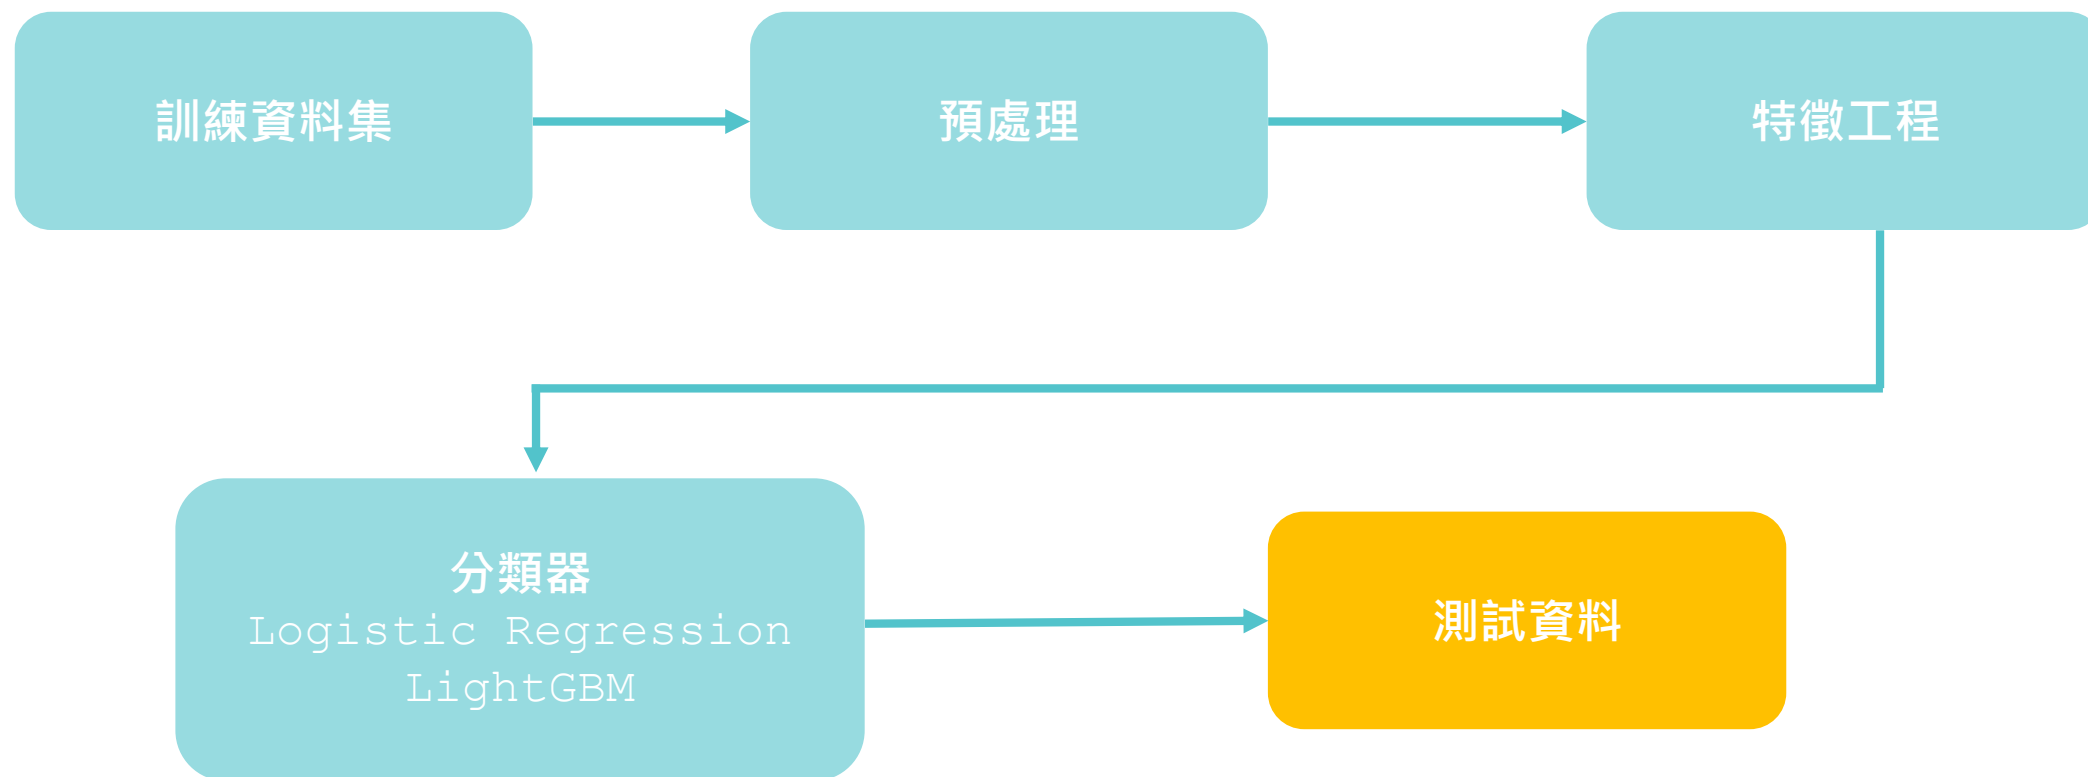 訓練資料集
預處理
特徵工程
分類器
Logistic Regression
LightGBM
測試資料